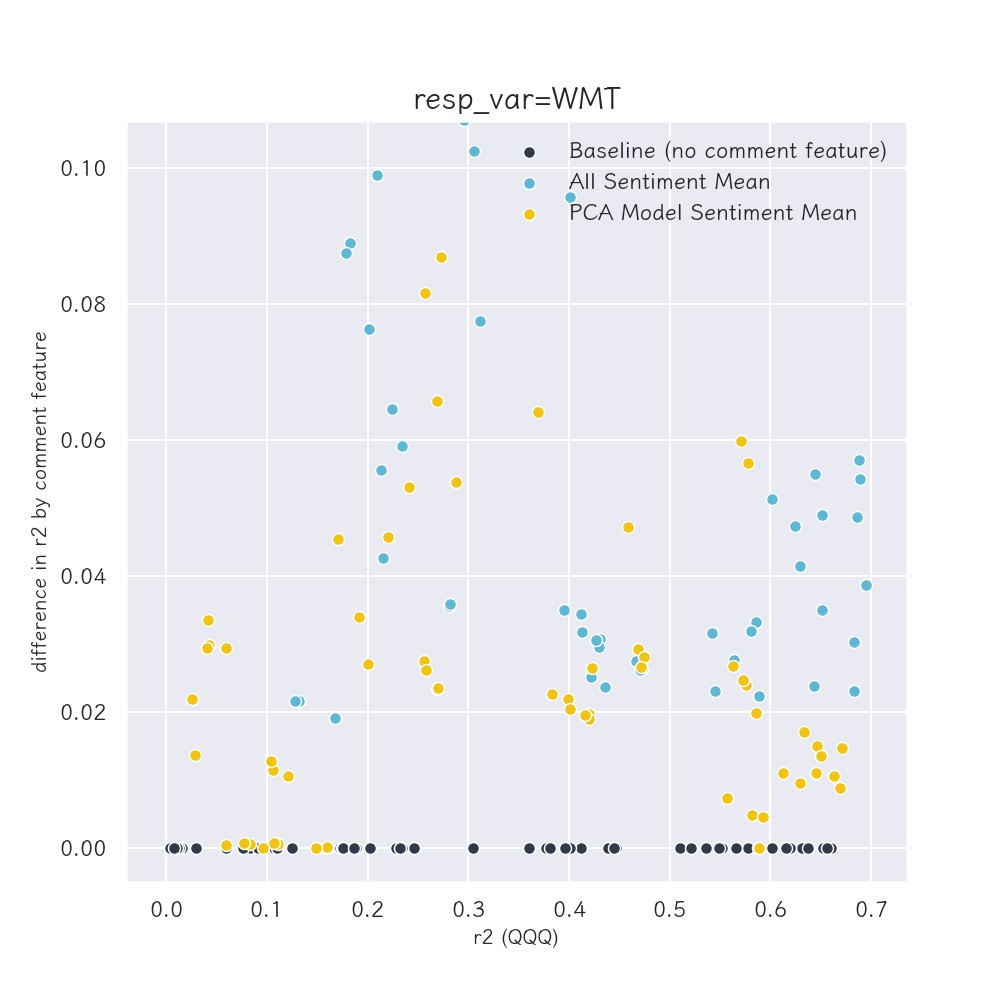 resp_var=WMT
Baseline (no comment feature)
All Sentiment Mean
PCA Model Sentiment Mean
difference in r2 by comment feature
0.10
0.08
0.06
0.04
0.02
0.00
0.0 0.1 0.2 0.3 0.4 0.5 0.6 0.7
r2 (QQQ)